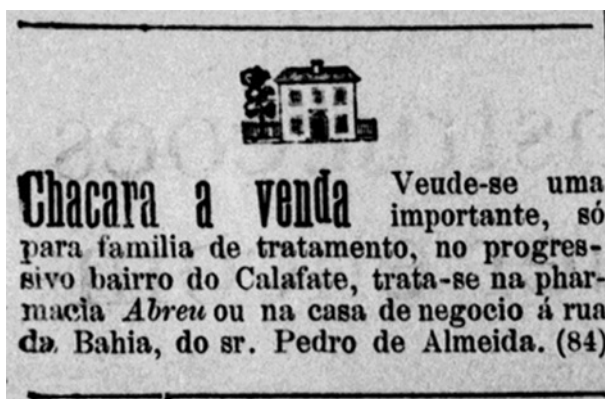 Chacara a venda Veude-se uma
importante, só
para familia de tratamento, no progres-
sivo bairro do Calafate, trata-se na phar-
macia Abreu ou na casa de negocio á rua
da Bahia, do sr. Pedro de Almeida. (84)